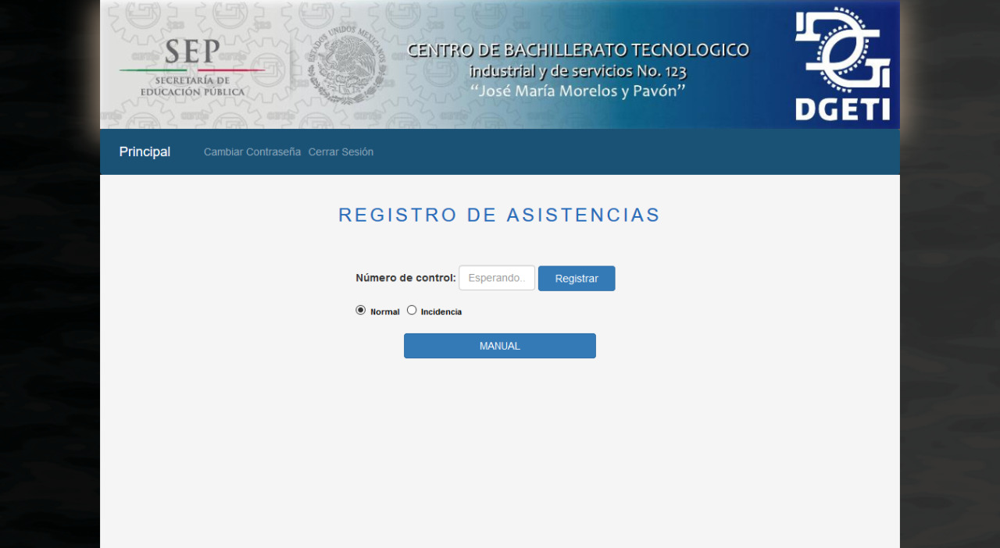 SEP
SECRETARÍA DE
EDUCACIÓN PÚBLICA
ESTADOS UNIDOS MEXICANOS
CENTRO DE BACHILLERATO TECNOLOGICO
industrial y de servicios No. 123
“José María Morelos y Pavón”
DGETI
Principal
Cambiar Contraseña
Cerrar Sesión
REGISTRO DE ASISTENCIAS
Número de control: Esperando.. Registrar
Normal Incidencia
MANUAL